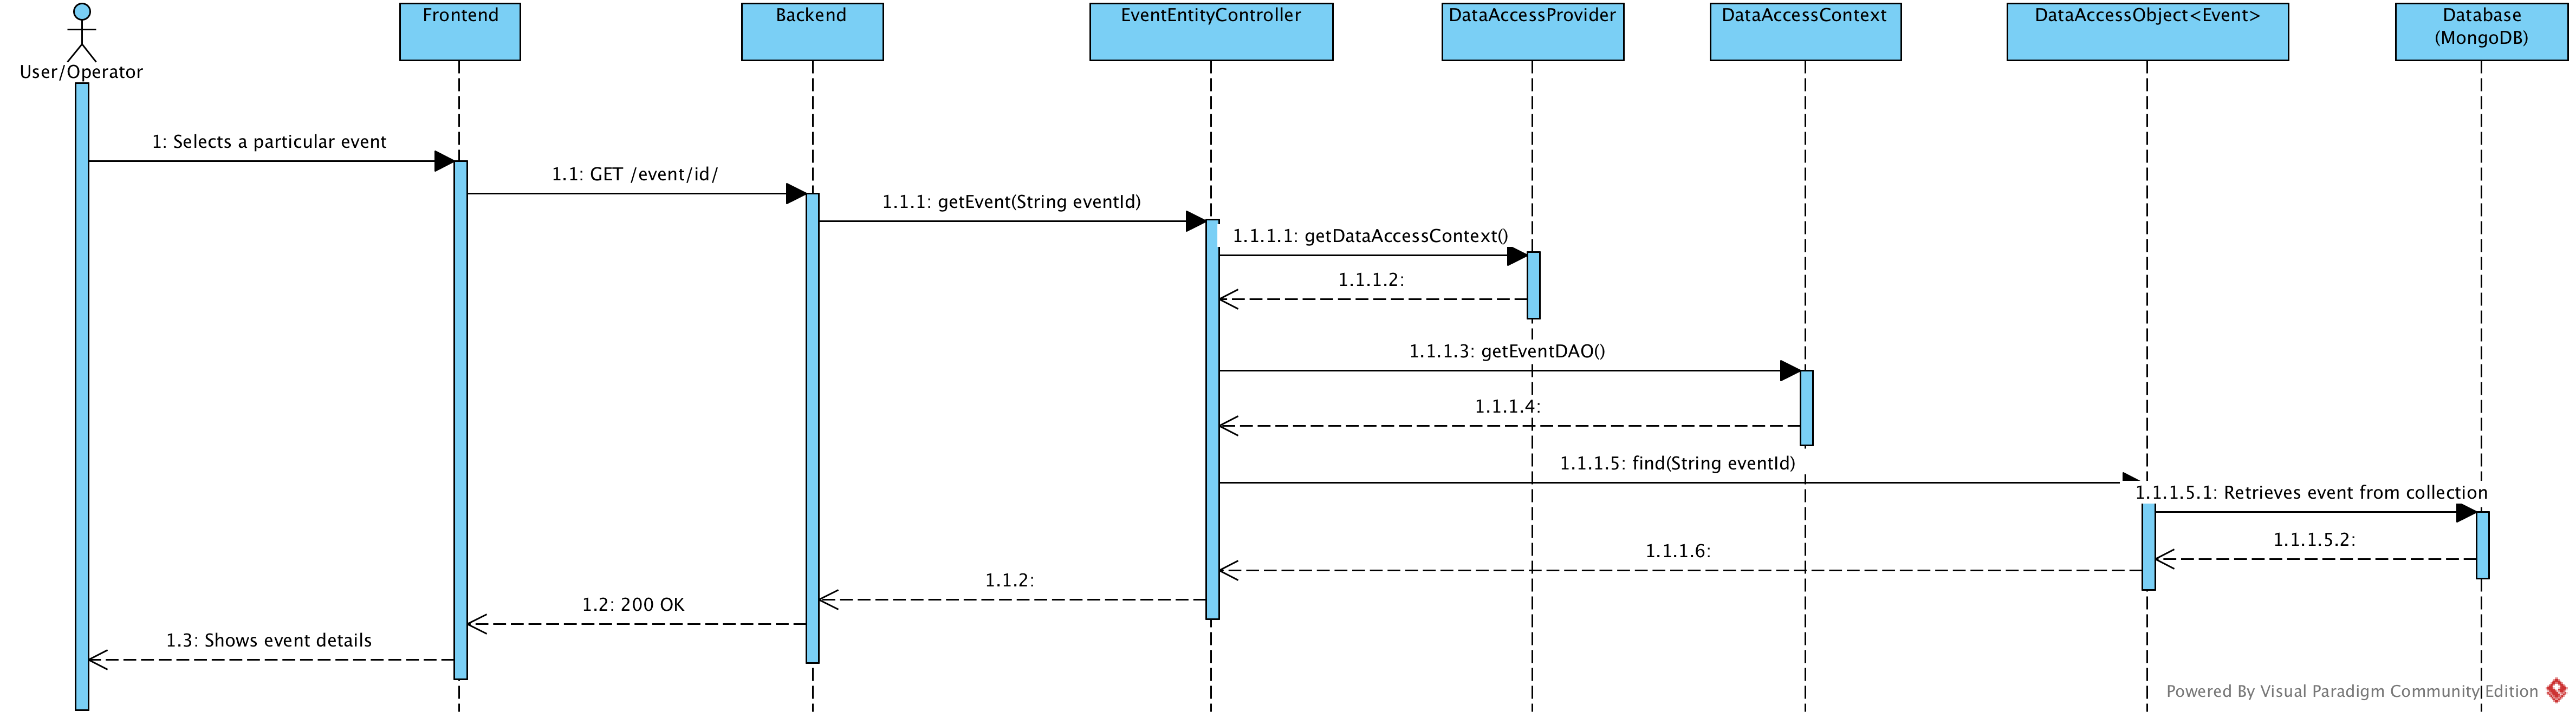 Frontend
Backend
EventEntityController
DataAccessProvider
DataAccessContext
DataAccessObject<Event>
Database
(MongoDB)
User/Operator
1: Selects a particular event
1.1: GET /event/id/
1.1.1: getEvent(String eventId)
1.1.1.1: getDataAccessContext()
1.1.1.2:
1.1.1.3: getEventDAO()
1.1.1.4:
1.1.1.5: find(String eventId)
1.1.1.5.1: Retrieves event from collection
1.1.1.5.2:
1.1.1.6:
1.1.2:
1.2: 200 OK
1.3: Shows event details
Powered By Visual Paradigm Community Edition